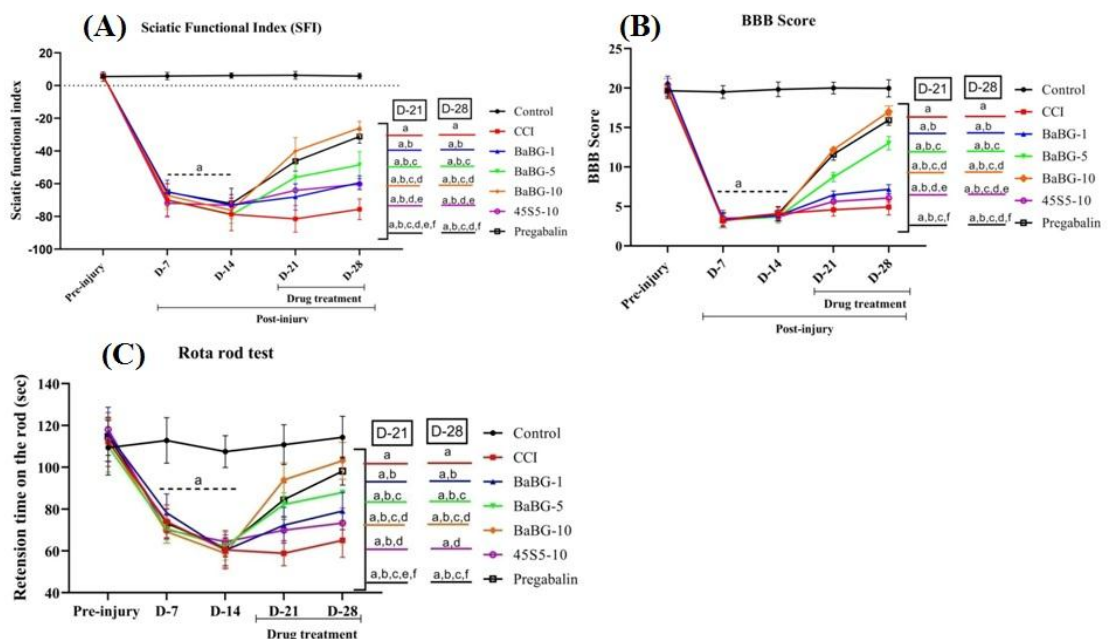 (A) Sciatic Functional Index (SFI)
Sciatic functional index
20
0
-20
-40
-60
-80
-100
a
Pre-injury
D-7
D-14
D-21
D-28
Drug treatment
Post-injury
D-21 D-28
a a
a,b a,b
a,b,c a,b,c
a,b,c,d a,b,c,d
a,b,d,e a,b,d,e
a,b,c,d,e,f a,b,c,d,f
Control
CCI
BaBG-1
BaBG-5
BaBG-10
45S5-10
Pregabalin
(B) BBB Score
BBB Score
25
20
15
10
5
0
a
Pre-injury
D-7
D-14
D-21
D-28
Drug treatment
Post-injury
D-21 D-28
a a
a,b a,b
a,b,c a,b,c
a,b,c,d a,b,c,d
a,b,d,e a,b,c,d,e
a,b,c,f a,b,c,d,f
Control
CCI
BaBG-1
BaBG-5
BaBG-10
45S5-10
Pregabalin
(C) Rota rod test
Retension time on the rod (sec)
140
120
100
80
60
40
a
Pre-injury D-7 D-14 D-21 D-28
Drug treatment
D-21 D-28
a a
a,b a,b
a,b,c a,b,c
a,b,c,d a,b,c,d
a,b,d a,d
a,b,c,e,f a,b,c,f
Control
CCI
BaBG-1
BaBG-5
BaBG-10
45S5-10
Pregabalin